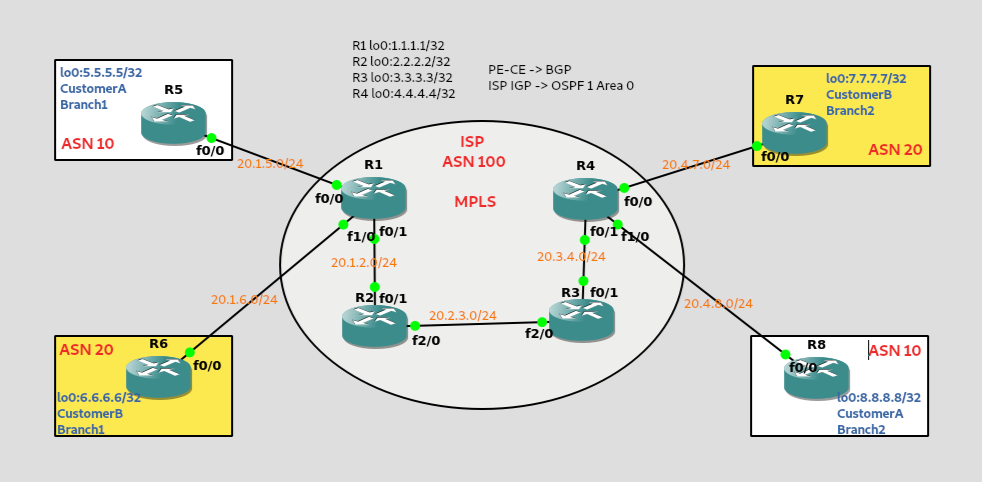 R1 lo0:1.1.1.1/32
R2 lo0:2.2.2.2/32
R3 lo0:3.3.3.3/32
R4 lo0:4.4.4.4/32
PE-CE -> BGP
ISP IGP -> OSPF 1 Area 0
lo0:5.5.5.5/32
CustomerA
Branch1
R5
ASN 10
f0/0
20.1.5.0/24
lo0:7.7.7.7/32
CustomerB
Branch2
R7
ASN 20
f0/0
20.4.7.0/24
ISP
ASN 100
MPLS
R1
f0/0
f1/0
f0/1
R4
f0/0
f0/1
f1/0
20.1.2.0/24
20.3.4.0/24
R2
f0/1
f2/0
20.2.3.0/24
R3
f0/1
f2/0
20.1.6.0/24
20.4.8.0/24
ASN 20
R6
f0/0
lo0:6.6.6.6/32
CustomerB
Branch1
R8
ASN 10
f0/0
lo0:8.8.8.8/32
CustomerA
Branch2